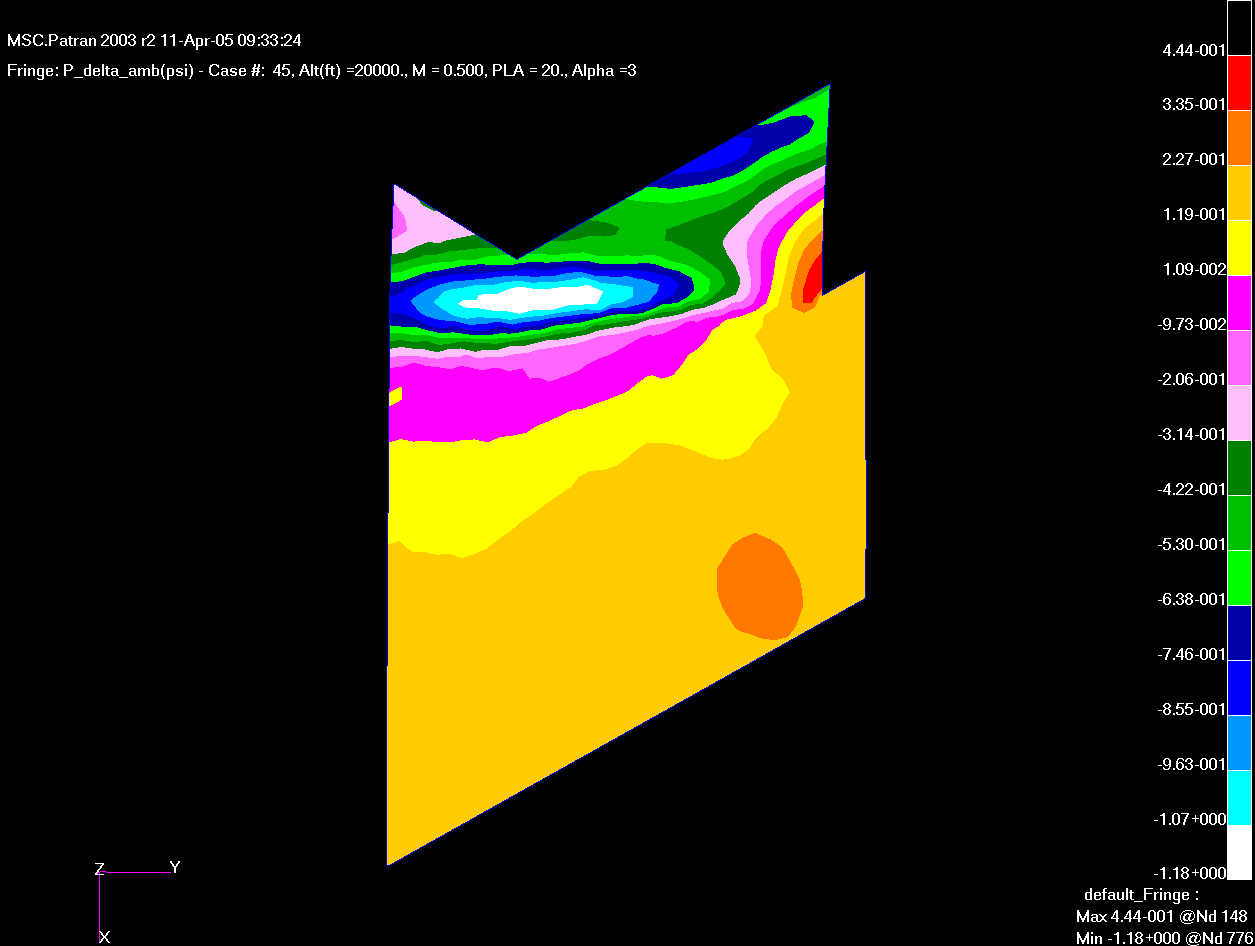 MSC.Patran 2003 r2 11-Apr-05 09:33:24
Fringe: P_delta_amb(psi) - Case #: 45, Alt(ft) =20000., M = 0.500, PLA = 20., Alpha =3
4.44-001
3.35-001
2.27-001
1.19-001
1.09-002
-9.73-002
-2.06-001
-3.14-001
-4.22-001
-5.30-001
-6.38-001
-7.46-001
-8.55-001
-9.63-001
-1.07+000
-1.18+000
Z Y
X
default_Fringe :
Max 4.44-001 @Nd 148
Min -1.18+000 @Nd 776